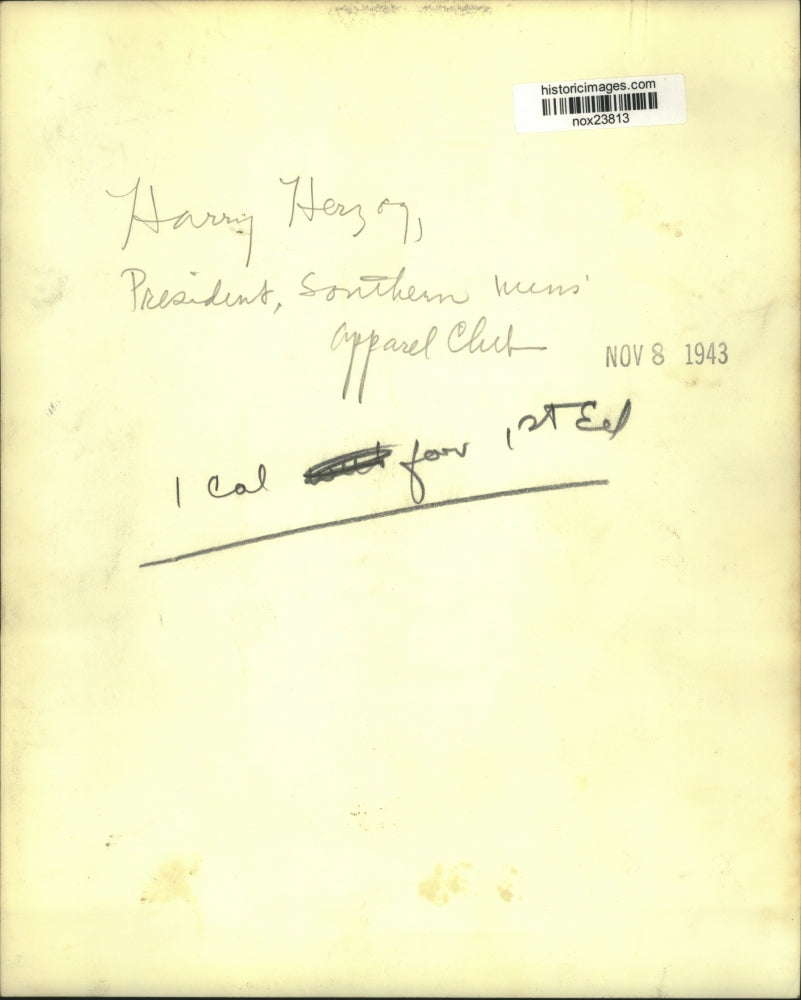 historicimages.com
nox23813
Harry Herzog,
President, Southern Mens'
Apparel Club
NOV 8 1943
1 Col for 1st Ed